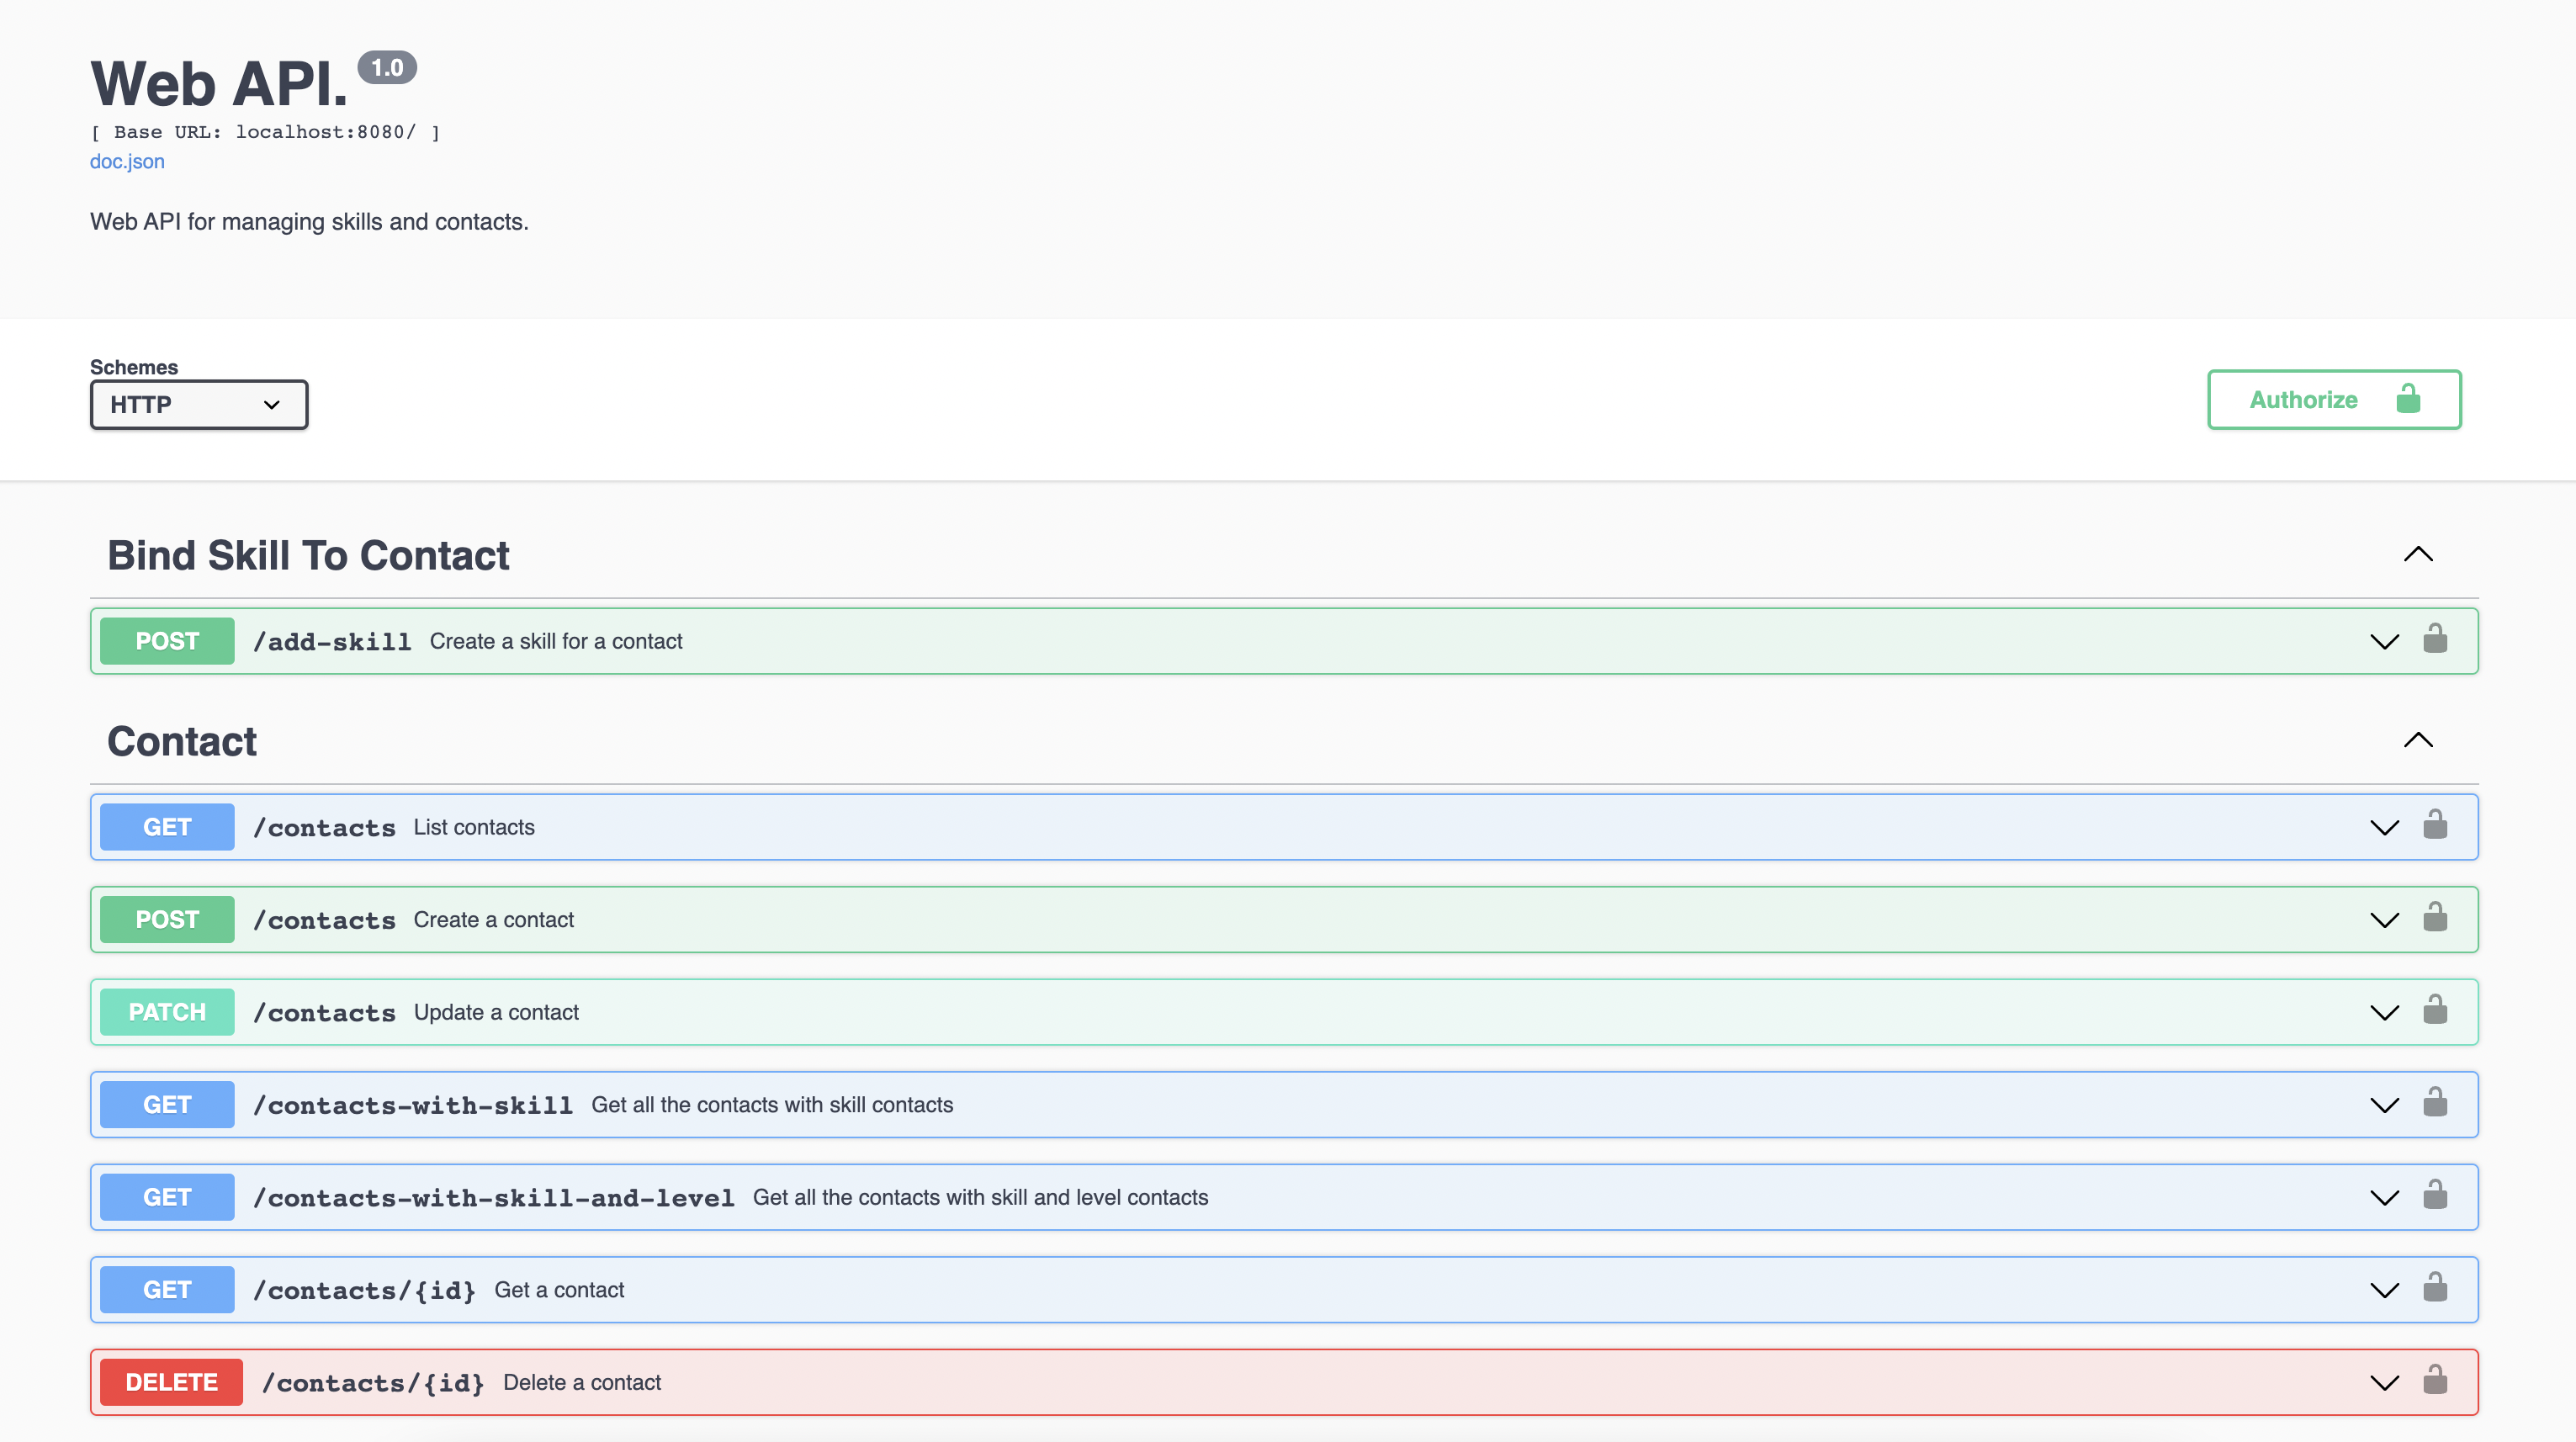 Web API. 1.0
[ Base URL: localhost:8080/ ]
doc.json
Web API for managing skills and contacts.
Schemes
HTTP
Authorize
Bind Skill To Contact
POST /add-skill Create a skill for a contact
Contact
GET /contacts List contacts
POST /contacts Create a contact
PATCH /contacts Update a contact
GET /contacts-with-skill Get all the contacts with skill contacts
GET /contacts-with-skill-and-level Get all the contacts with skill and level contacts
GET /contacts/{id} Get a contact
DELETE /contacts/{id} Delete a contact